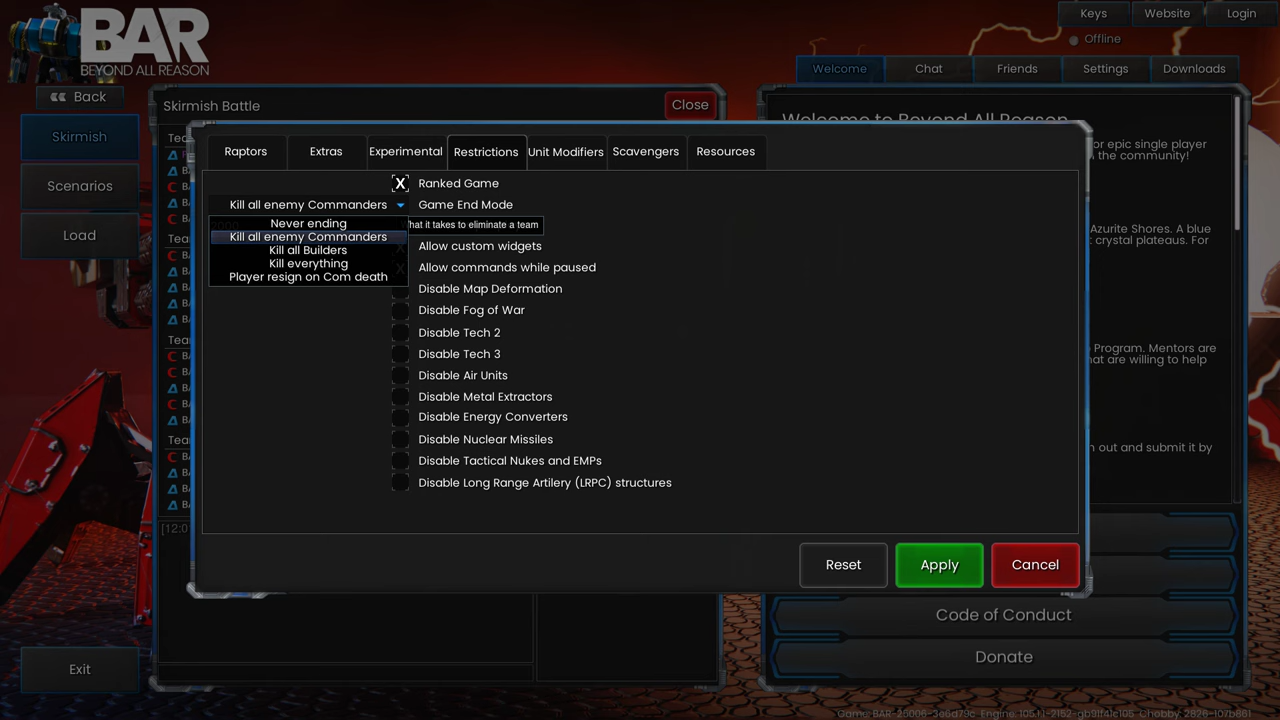 BAR
BEYOND ALL REASON
Keys
Website
Login
Offline
Welcome
Chat
Friends
Settings
Downloads
Back
Skirmish
Scenarios
Load
Exit
Skirmish Battle
Close
Welcome to Beyond All Reason
or epic single player
n the community!
Azurite Shores. A blue
crystal plateaus. For
Program. Mentors are
hat are willing to help
n out and submit it by
Code of Conduct
Donate
Raptors
Extras
Experimental
Restrictions
Unit Modifiers
Scavengers
Resources
X Ranked Game
Kill all enemy Commanders
Game End Mode
Never ending
Kill all enemy Commanders
Kill all Builders
Kill everything
Player resign on Com death
hat it takes to eliminate a team
Allow custom widgets
Allow commands while paused
Disable Map Deformation
Disable Fog of War
Disable Tech 2
Disable Tech 3
Disable Air Units
Disable Metal Extractors
Disable Energy Converters
Disable Nuclear Missiles
Disable Tactical Nukes and EMPs
Disable Long Range Artilery (LRPC) structures
Reset
Apply
Cancel
[12:0